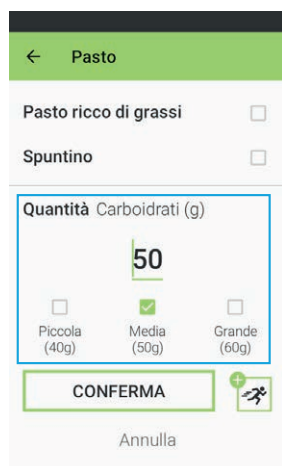 Pasto
Pasto ricco di grassi
Spuntino
Quantità Carboidrati (g)
50
Piccola Media Grande
(40g) (50g) (60g)
CONFERMA
Annulla